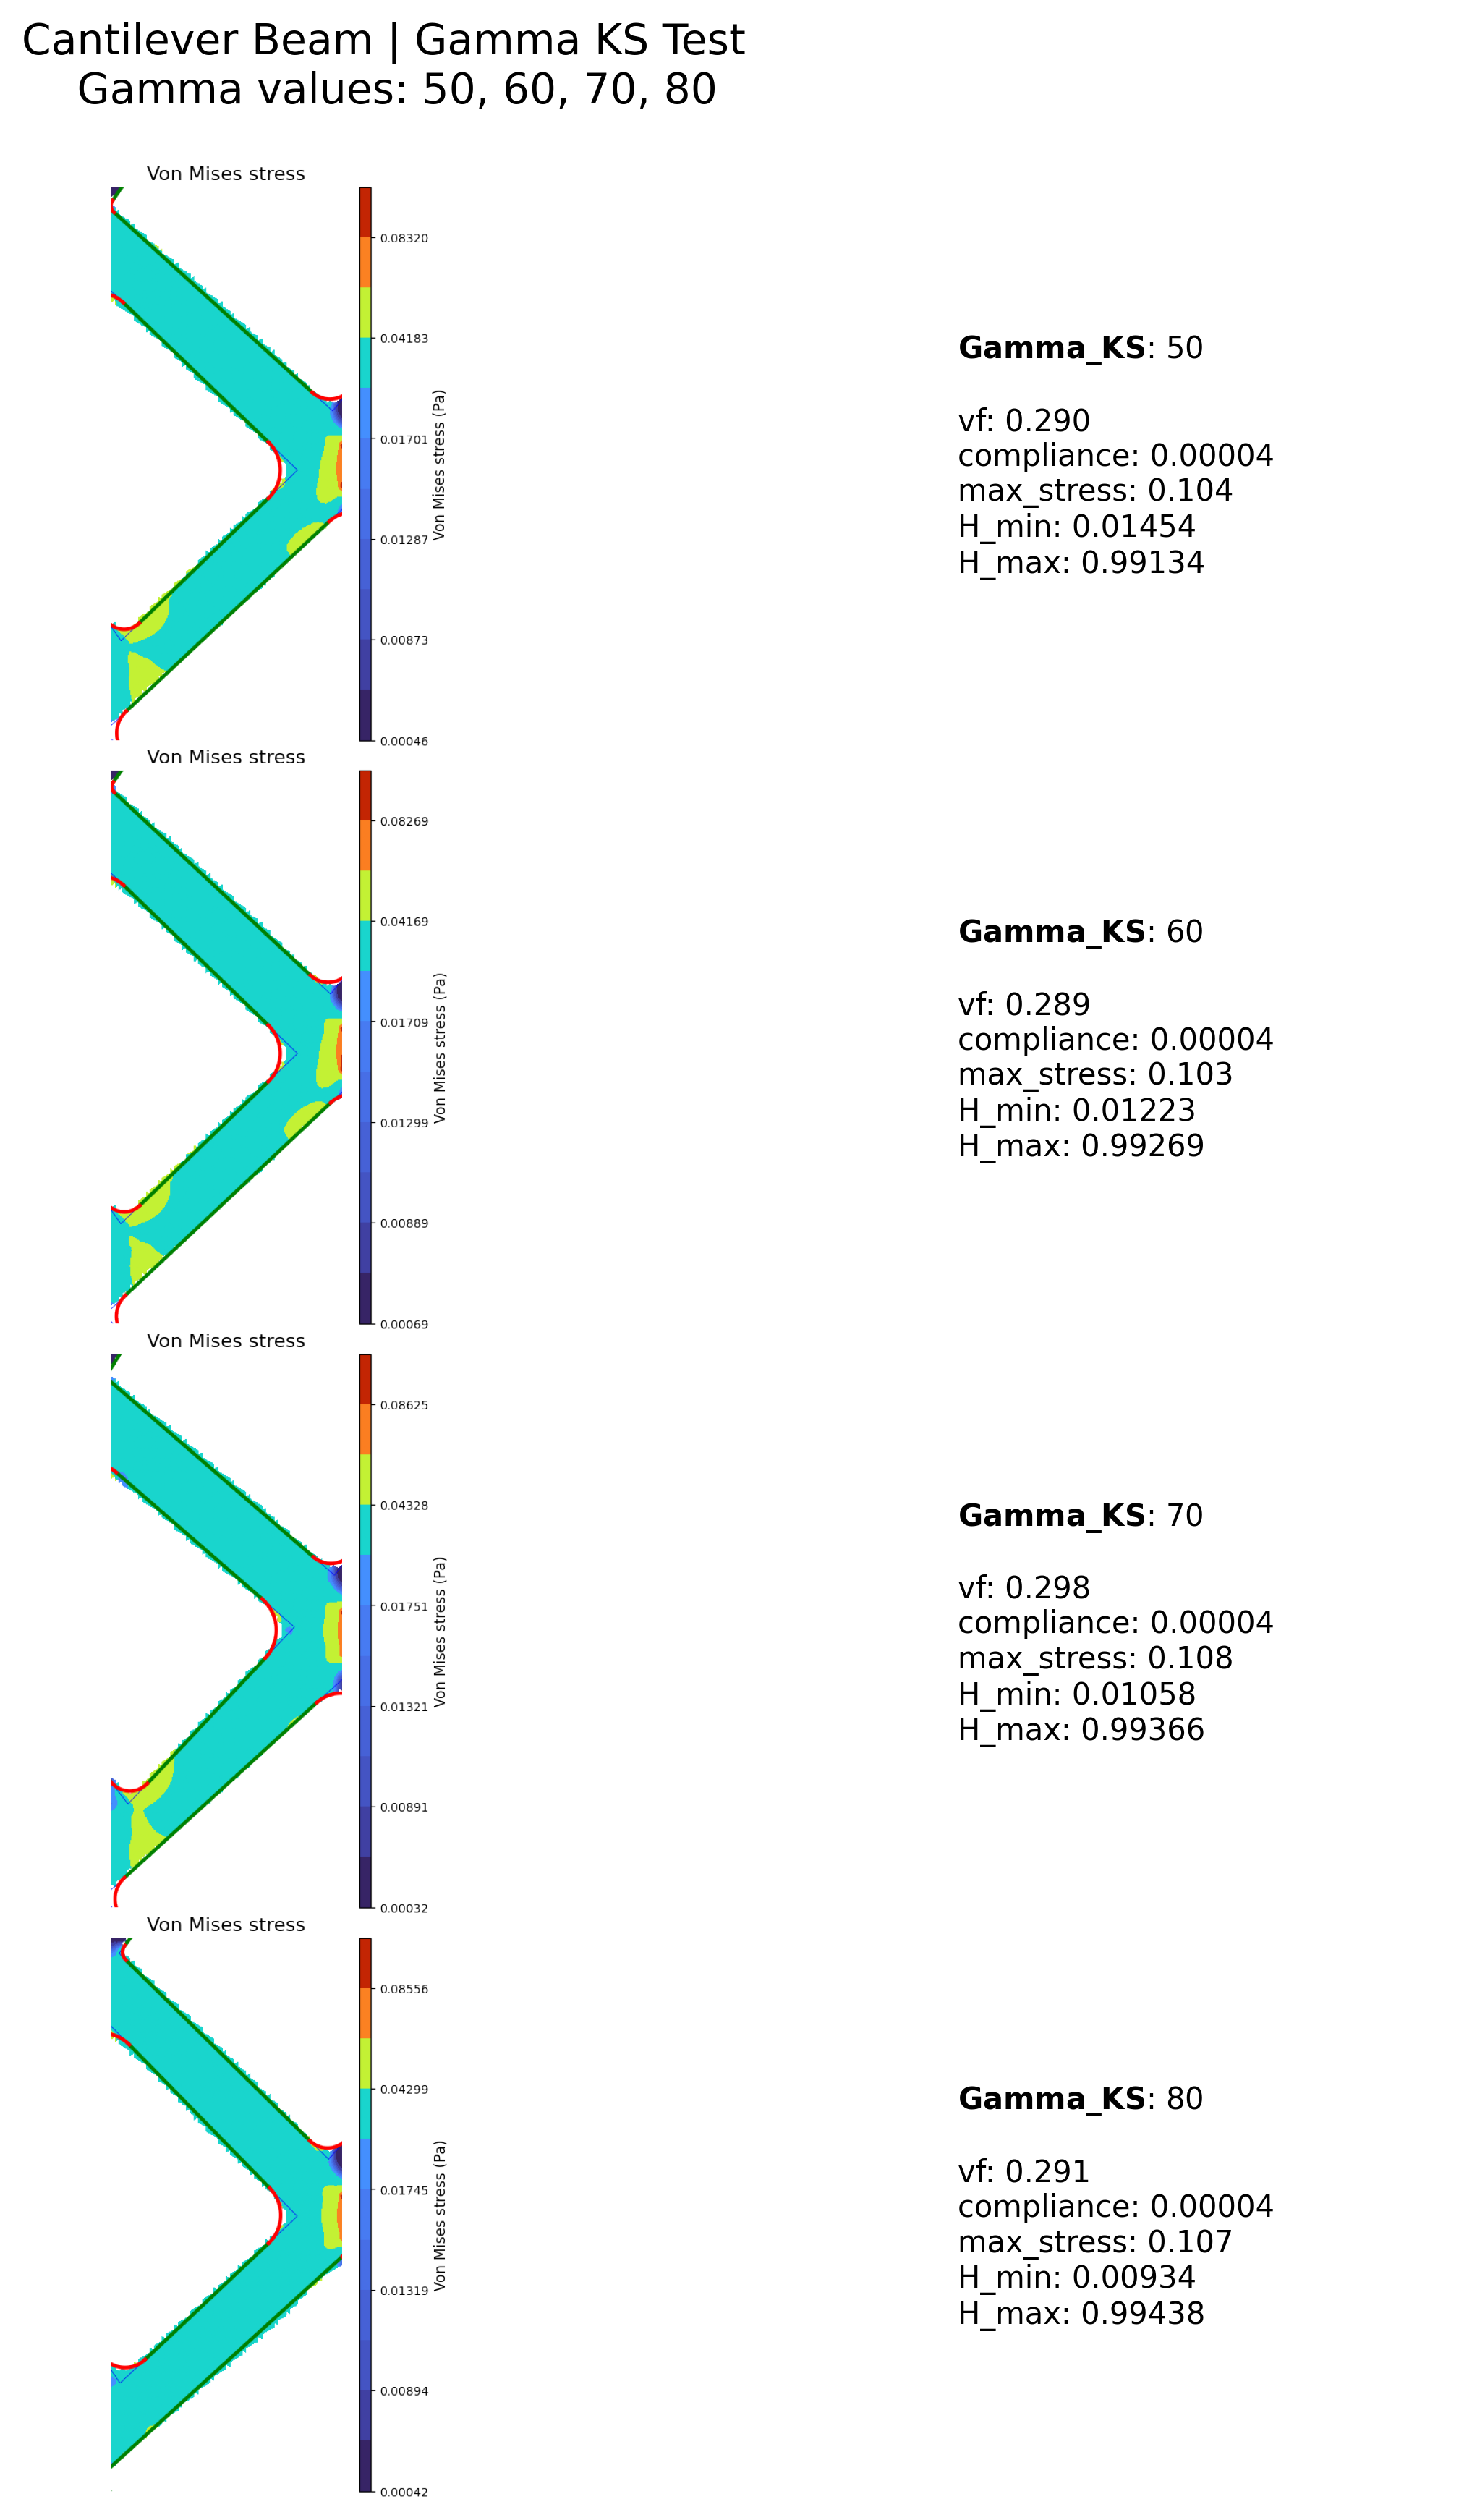 Cantilever Beam | Gamma KS Test
Gamma values: 50, 60, 70, 80
Von Mises stress
0.08320
0.04183
0.01701
0.01287
0.00873
0.00046
Von Mises stress (Pa)
Gamma_KS: 50
vf: 0.290
compliance: 0.00004
max_stress: 0.104
H_min: 0.01454
H_max: 0.99134
Von Mises stress
0.08269
0.04169
0.01709
0.01299
0.00889
0.00069
Von Mises stress (Pa)
Gamma_KS: 60
vf: 0.289
compliance: 0.00004
max_stress: 0.103
H_min: 0.01223
H_max: 0.99269
Von Mises stress
0.08625
0.04328
0.01751
0.01321
0.00891
0.00032
Von Mises stress (Pa)
Gamma_KS: 70
vf: 0.298
compliance: 0.00004
max_stress: 0.108
H_min: 0.01058
H_max: 0.99366
Von Mises stress
0.08556
0.04299
0.01745
0.01319
0.00894
0.00042
Von Mises stress (Pa)
Gamma_KS: 80
vf: 0.291
compliance: 0.00004
max_stress: 0.107
H_min: 0.00934
H_max: 0.99438